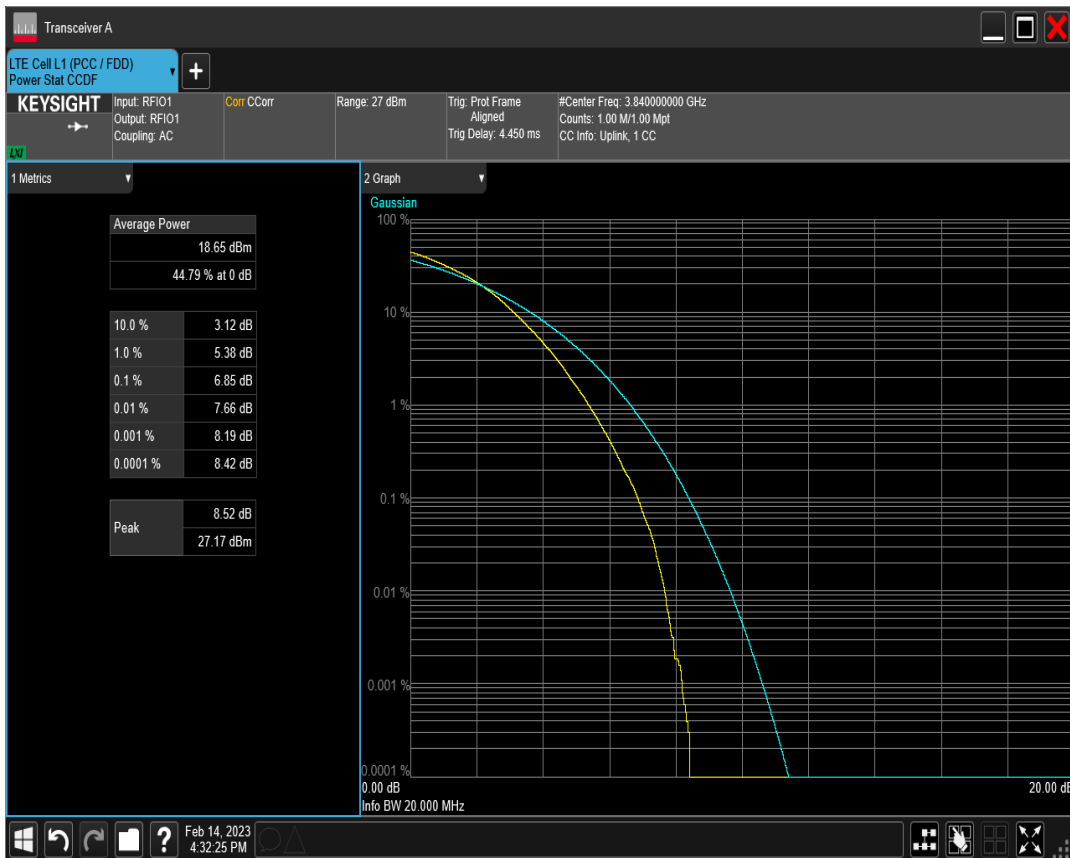 Transceiver A
LTE Cell L1 (PCC / FDD)
Power Stat CCDF
KEYSIGHT
LXI
Input: RFIO1
Output: RFIO1
Coupling: AC
Corr CCorr
Range: 27 dBm
Trig: Prot Frame
Aligned
Trig Delay: 4.450 ms
#Center Freq: 3.840000000 GHz
Counts: 1.00 M/1.00 Mpt
CC Info: Uplink, 1 CC
1 Metrics
Average Power
18.65 dBm
44.79 % at 0 dB
10.0 % 3.12 dB
1.0 % 5.38 dB
0.1 % 6.85 dB
0.01 % 7.66 dB
0.001 % 8.19 dB
0.0001 % 8.42 dB
Peak
8.52 dB
27.17 dBm
2 Graph
Gaussian
100 %
10 %
1 %
0.1 %
0.01 %
0.001 %
0.0001 %
0.00 dB 20.00 dB
Info BW 20.000 MHz
Feb 14, 2023
4:32:25 PM